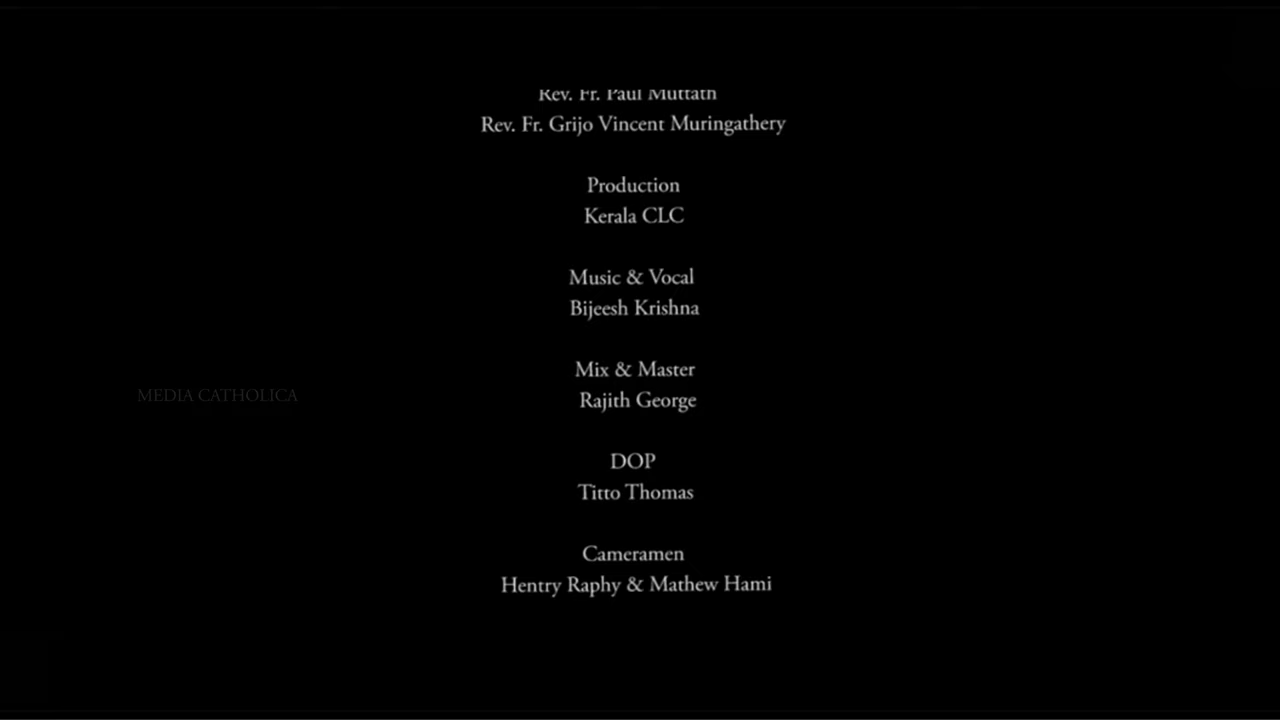 Rev. Fr. Paul Muttath
Rev. Fr. Grijo Vincent Muringathery
Production
Kerala CLC
Music & Vocal
Bijeesh Krishna
Mix & Master
Rajith George
MEDIA CATHOLICA
DOP
Titto Thomas
Cameramen
Hentry Raphy & Mathew Hami